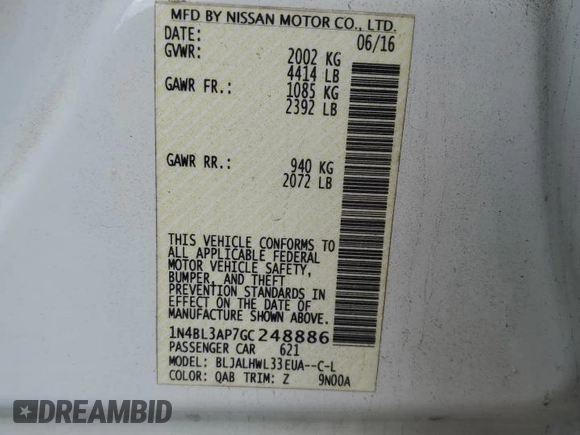 MFD BY NISSAN MOTOR CO., LTD.
DATE: 06/16
GVWR: 2002 KG
4414 LB
GAWR FR.: 1085 KG
2392 LB
GAWR RR.: 940 KG
2072 LB
THIS VEHICLE CONFORMS TO
ALL APPLICABLE FEDERAL
MOTOR VEHICLE SAFETY,
BUMPER, AND THEFT
PREVENTION STANDARDS IN
EFFECT ON THE DATE OF
MANUFACTURE SHOWN ABOVE.
1N4BL3AP7GC248886
PASSENGER CAR 621
MODEL: BLJALHWL33EUA--C-L
COLOR: QAB TRIM: Z 9N00A
DREAMBID